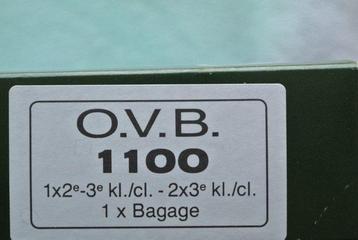 O.V.B.
1100
1x2e-3e kl./cl. - 2x3e kl./cl.
1 x Bagage